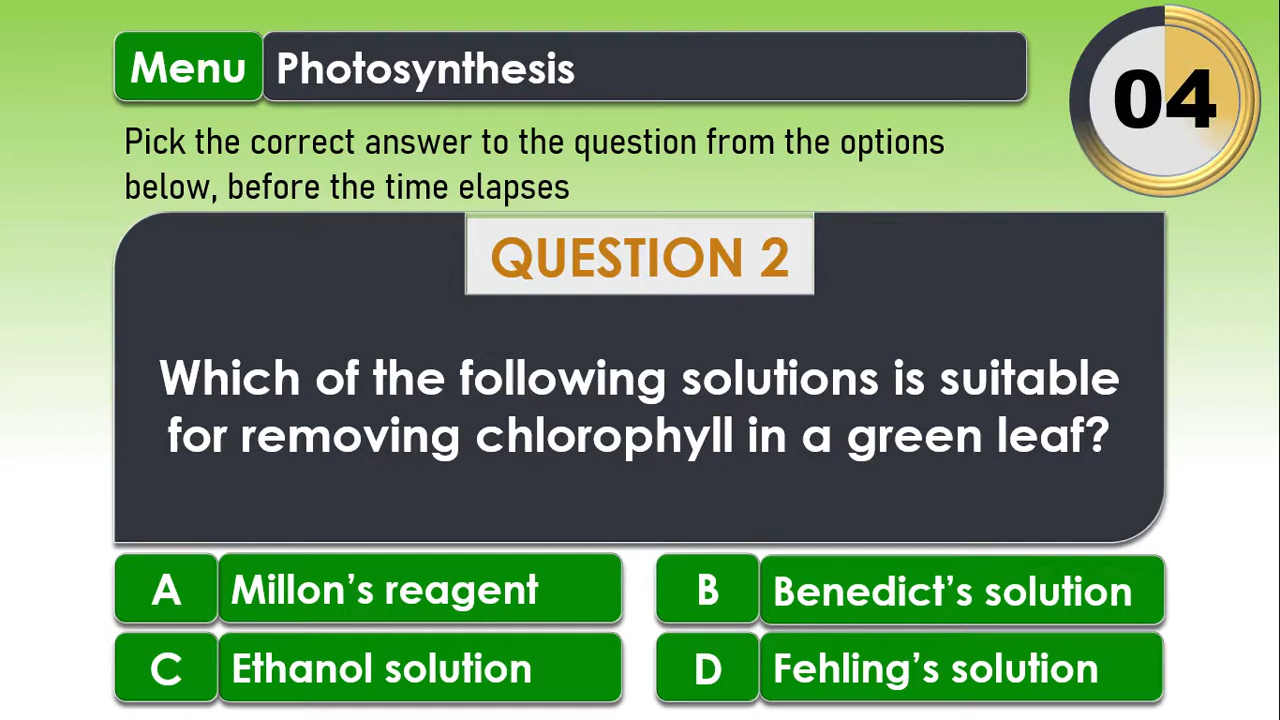 Menu Photosynthesis
04
Pick the correct answer to the question from the options
below, before the time elapses
QUESTION 2
Which of the following solutions is suitable
for removing chlorophyll in a green leaf?
A Millon’s reagent
B Benedict’s solution
C Ethanol solution
D Fehling’s solution